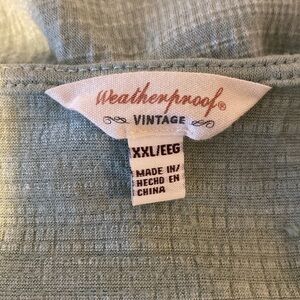 Weatherproof®
VINTAGE
XXL/EEG
MADE IN/
HECHO EN
CHINA